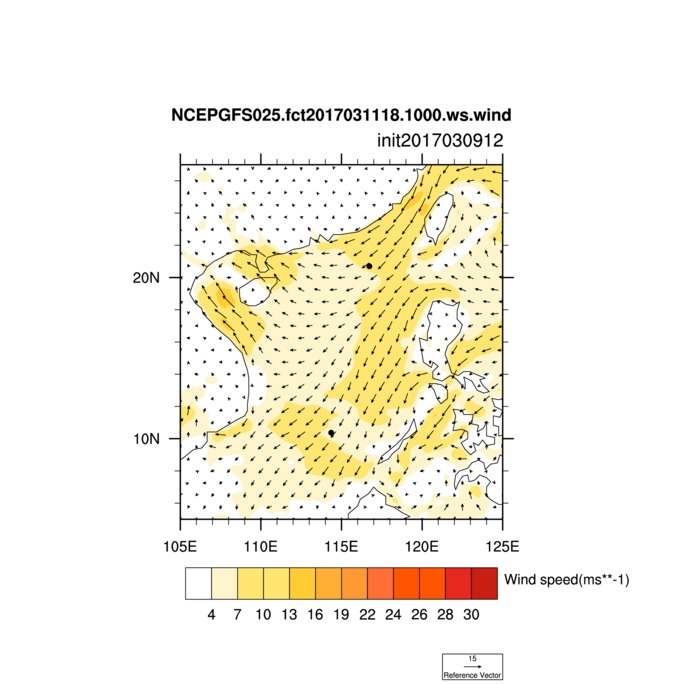 NCEPGFS025.fct2017031118.1000.ws.wind
init2017030912
20N
10N
105E 110E 115E 120E 125E
Wind speed(ms**-1)
4 7 10 13 16 19 22 24 26 28 30
15
Reference Vector